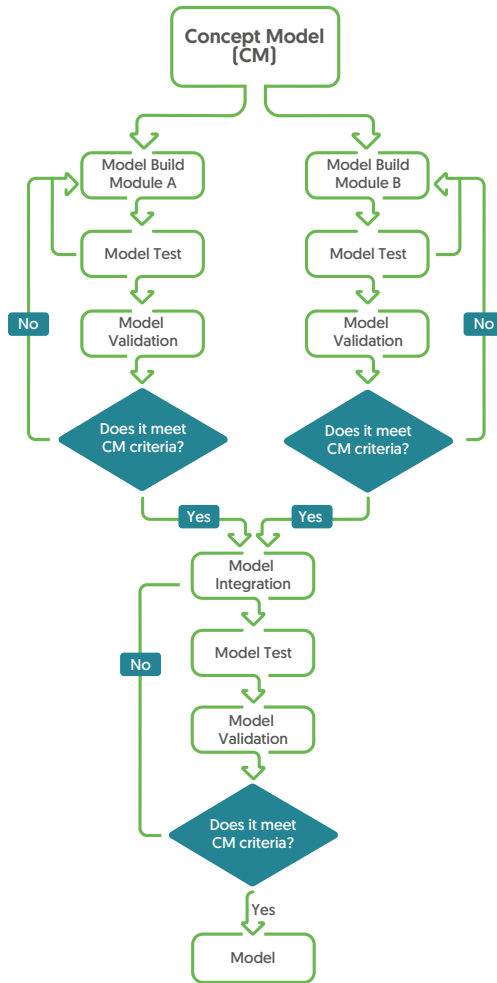 Concept Model
(CM)
Model Build
Module A
Model Build
Module B
Model Test
Model Test
No
Model
Validation
Model
Validation
No
Does it meet
CM criteria?
Does it meet
CM criteria?
Yes
Yes
Model
Integration
Model Test
No
Model
Validation
Does it meet
CM criteria?
Yes
Model